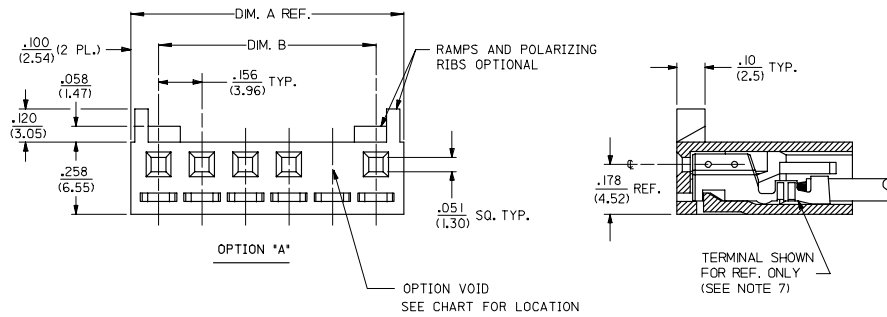 DIM. A REF.
.100
(2.54) (2 PL.)
DIM. B
.058
(1.47)
.156 TYP.
(3.96)
RAMPS AND POLARIZING
RIBS OPTIONAL
.120
(3.05)
.258
(6.55)
.051 SQ. TYP.
(1.30)
OPTION "A"
OPTION VOID
SEE CHART FOR LOCATION
.10 TYP.
(2.5)
℄
.178 REF.
(4.52)
TERMINAL SHOWN
FOR REF. ONLY
(SEE NOTE 7)